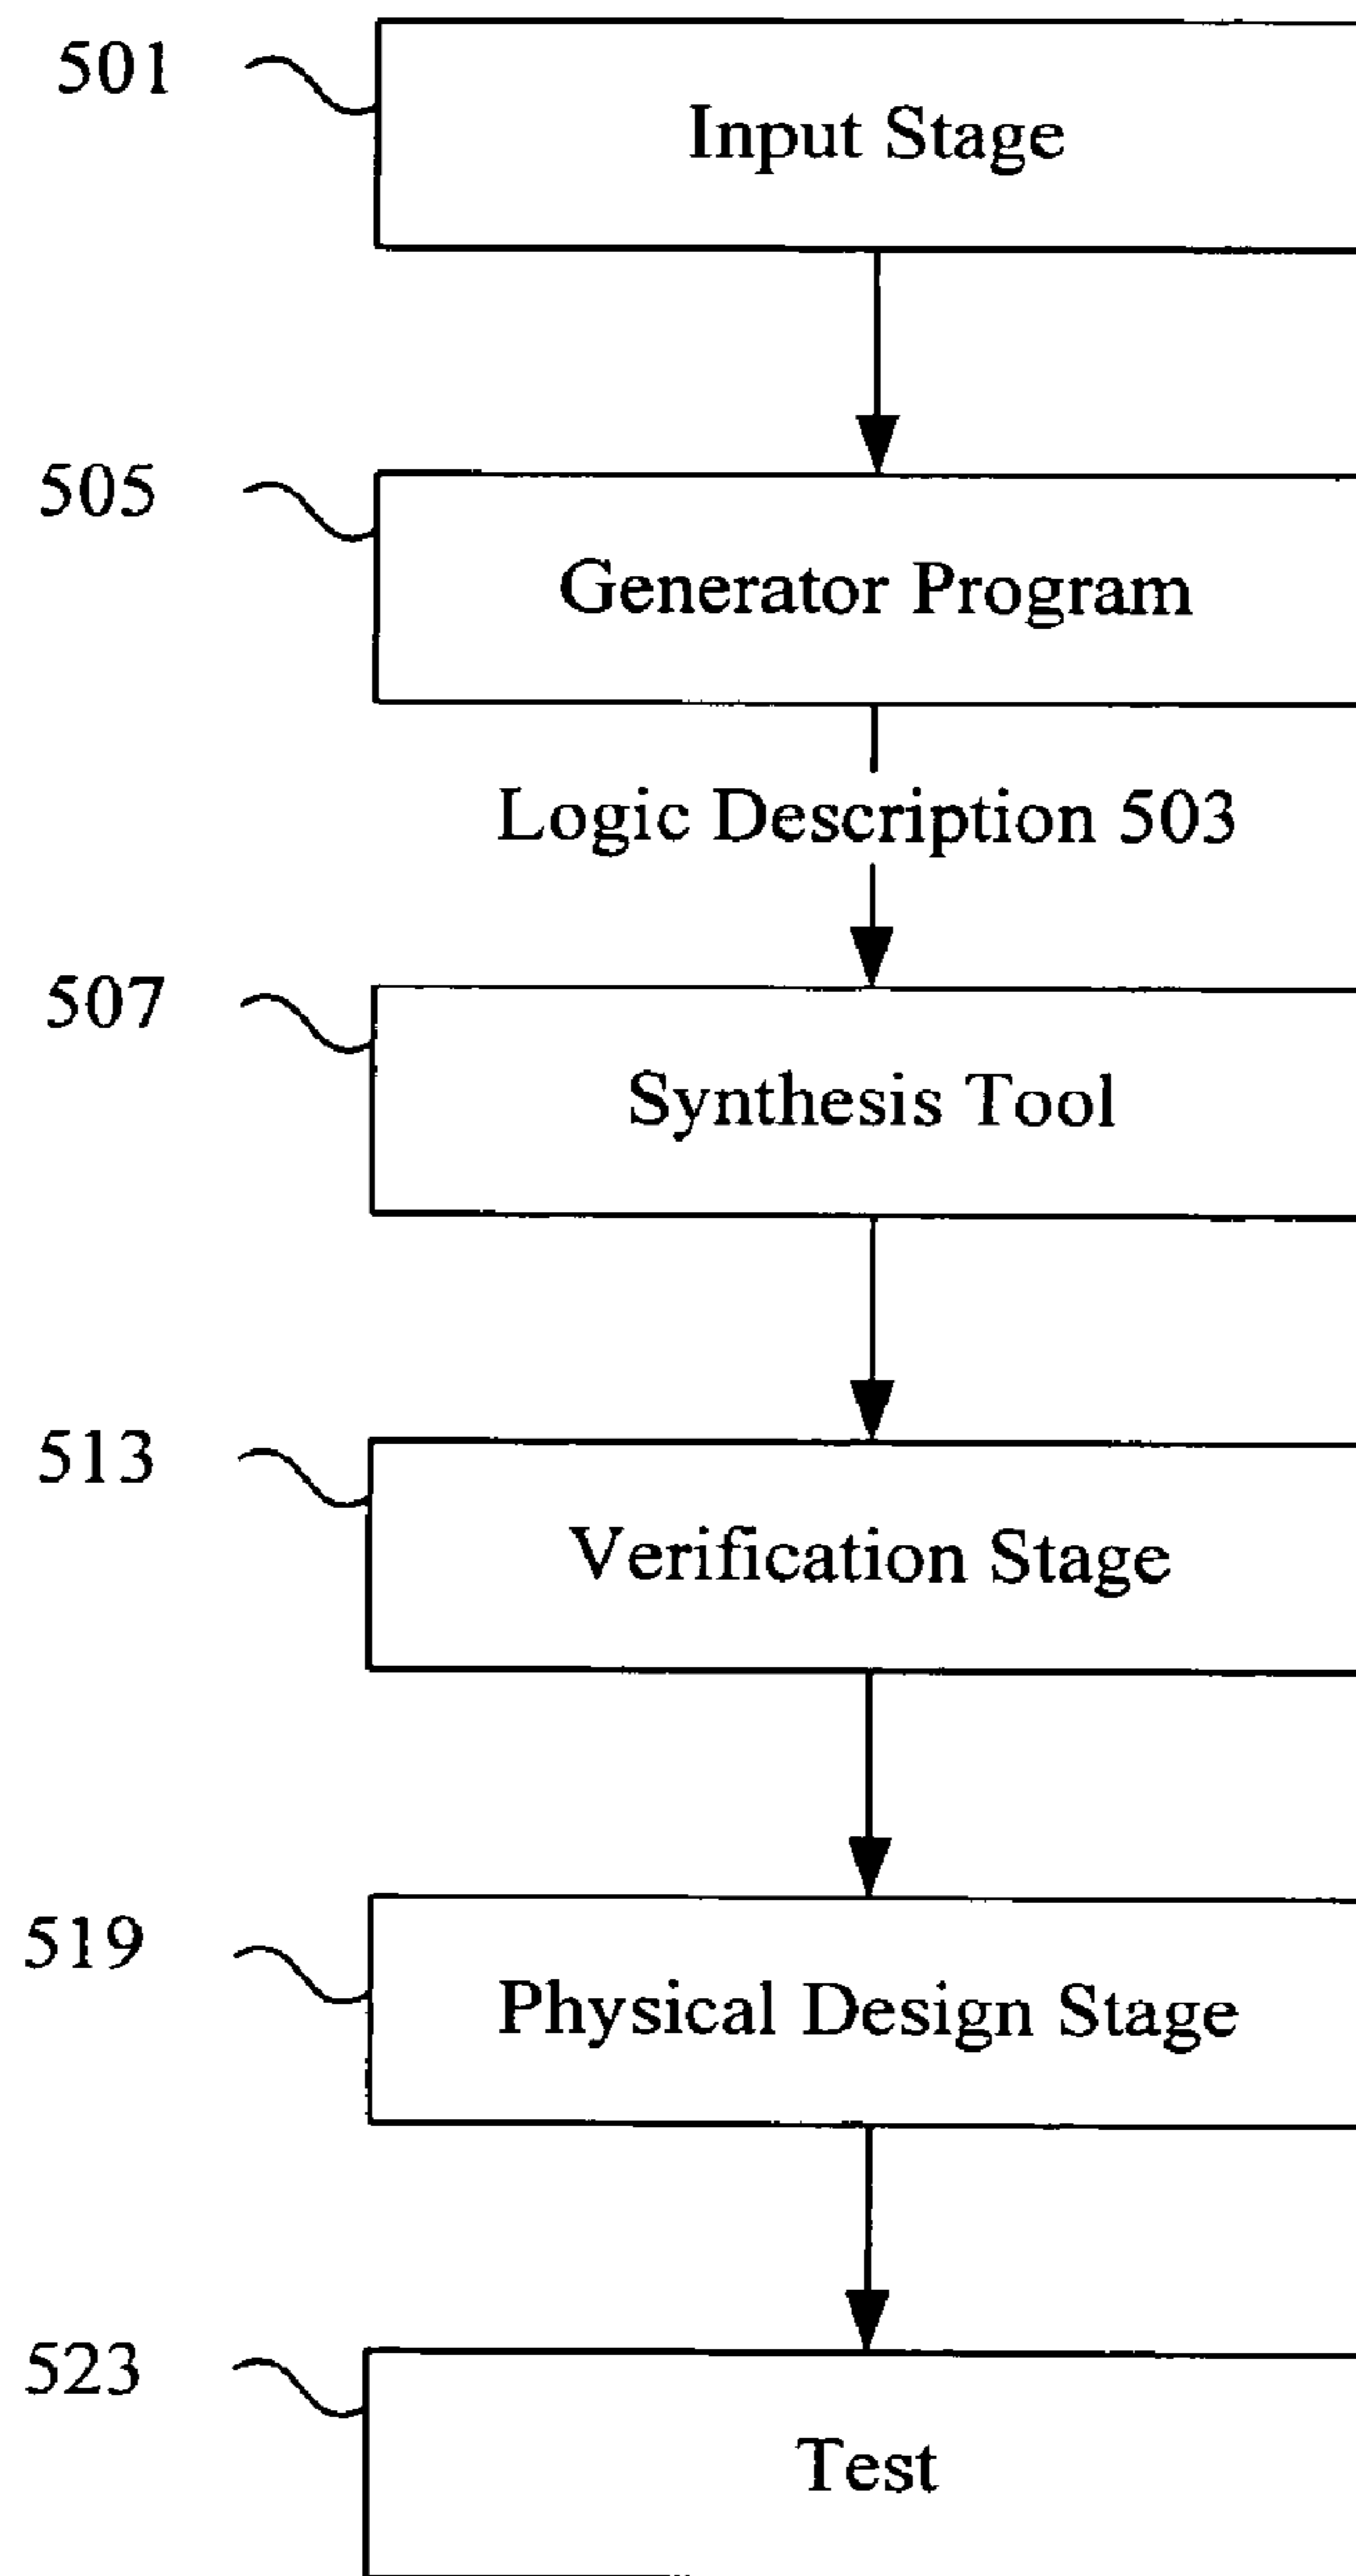 501
Input Stage
505
Generator Program
Logic Description 503
507
Synthesis Tool
513
Verification Stage
519
Physical Design Stage
523
Test